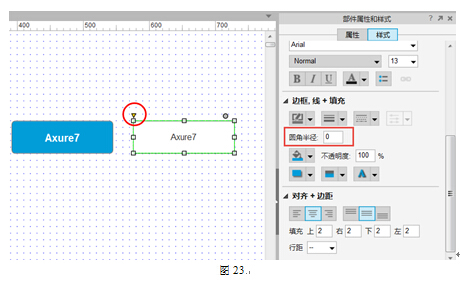 部件属性和样式
400 500 600 700
属性 样式
Arial
Normal 13
B I U A
边框, 线 + 填充
圆角半径: 0
不透明度: 100 %
A
对齐 + 边距
填充 上 2 右 2 下 2 左 2
行距 --
Axure7 Axure7
图 23.